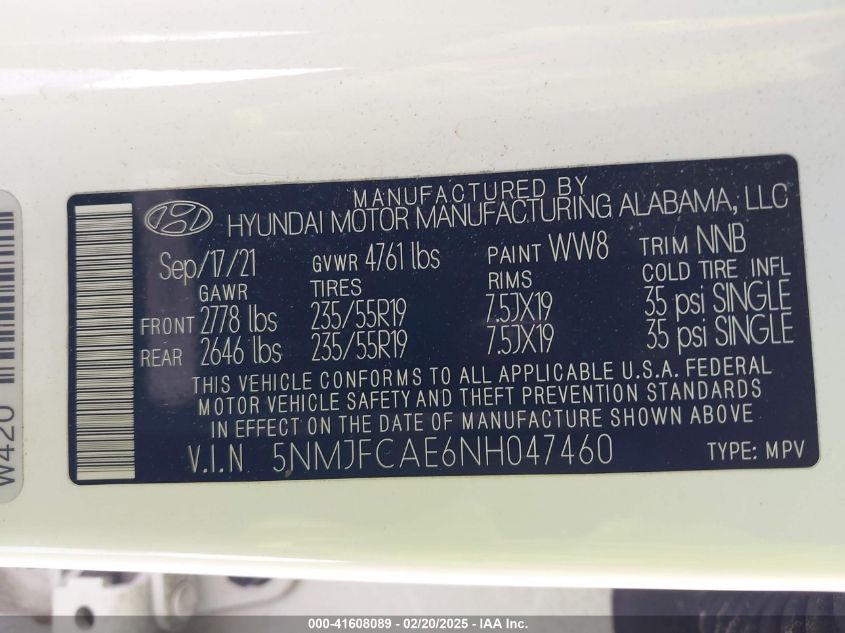 MANUFACTURED BY
HYUNDAI MOTOR MANUFACTURING ALABAMA, LLC
Sep/17/21 GVWR 4761 lbs PAINT WW8 TRIM NNB
GAWR TIRES RIMS COLD TIRE INFL
FRONT 2778 lbs 235/55R19 7.5JX19 35 psi SINGLE
REAR 2646 lbs 235/55R19 7.5JX19 35 psi SINGLE
THIS VEHICLE CONFORMS TO ALL APPLICABLE U.S.A. FEDERAL
MOTOR VEHICLE SAFETY AND THEFT PREVENTION STANDARDS
IN EFFECT ON THE DATE OF MANUFACTURE SHOWN ABOVE.
V.I.N 5NMJFCAE6NH047460 TYPE: MPV
W420
000-41608089 - 02/20/2025 - IAA Inc.